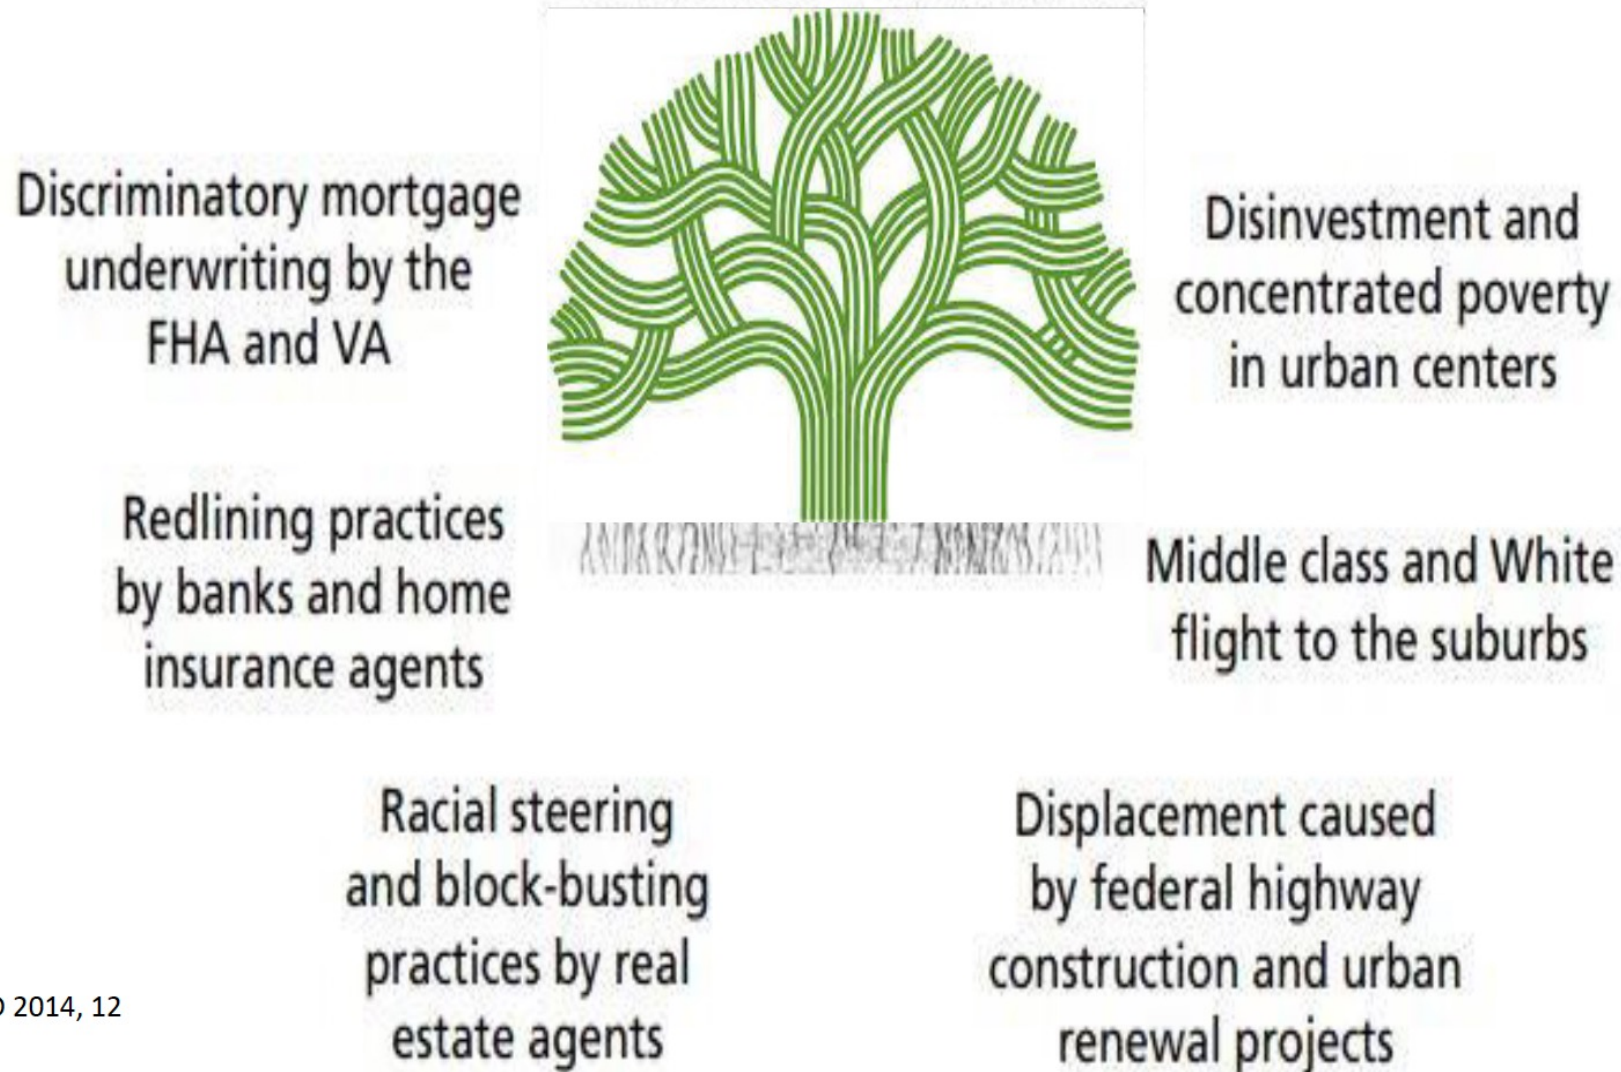 Discriminatory mortgage
underwriting by the
FHA and VA
Redlining practices
by banks and home
insurance agents
Racial steering
and block-busting
practices by real
estate agents
Disinvestment and
concentrated poverty
in urban centers
Middle class and White
flight to the suburbs
Displacement caused
by federal highway
construction and urban
renewal projects
2014, 12